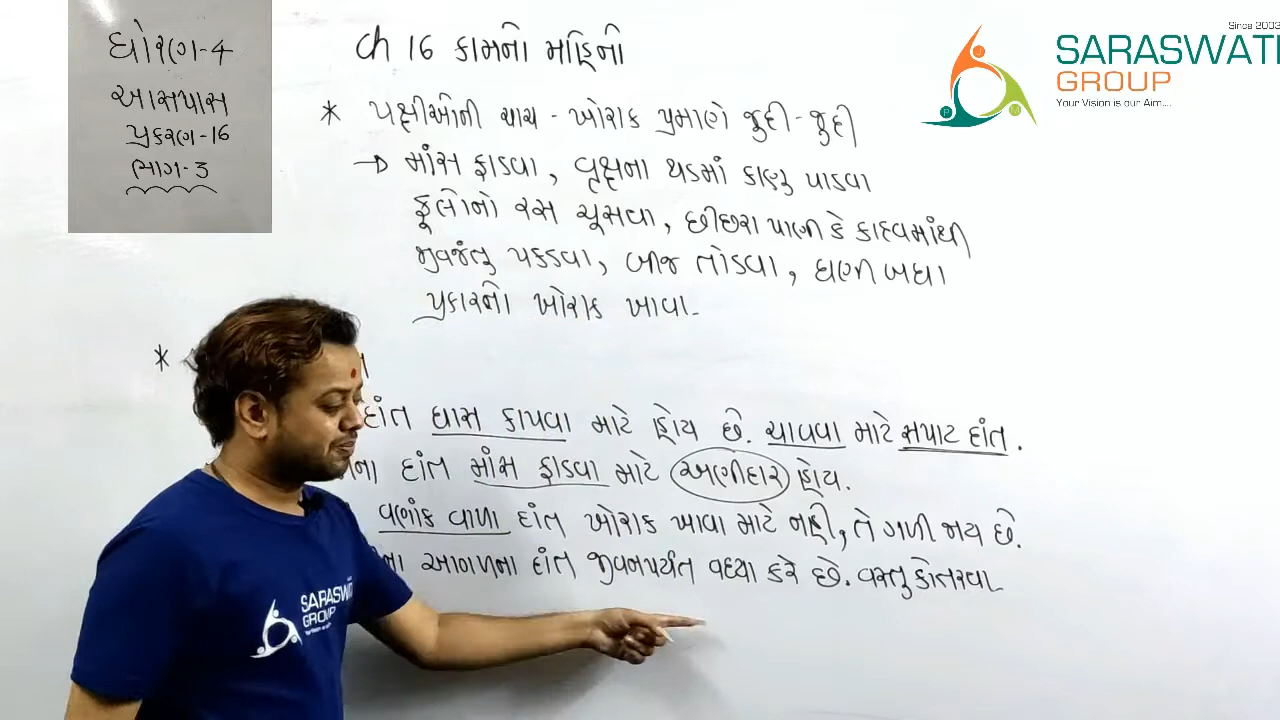 ધોરણ-4
આસપાસ
પ્રકરણ-16
ભાગ-3
Ch 16 કામનો મહિનો
* પક્ષીઓની ચાંચ - ખોરાક પ્રમાણે જુદી-જુદી
→ માંસ ફાડવા, વૃક્ષના થડમાં કાણુ પાડવા
ફૂલોનો રસ ચૂસવા, છીછરા પાણી કે કાદવમાંથી
જીવજંતુ પકડવા, બીજ તોડવા, ઘણી બધા
પ્રકારનો ખોરાક ખાવા.
*
દાંત ઘાસ કાપવા માટે હોય છે. ચાવવા માટે સપાટ દાંત.
ના દાંત માંસ ફાડવા માટે અણીદાર હોય.
વળાંક વાળા દાંત ખોરાક ખાવા માટે નહી, તે ગળી જાય છે.
ના આગળના દાંત જીવનપર્યંત વધ્યા કરે છે. વસ્તુ કોતરવા
Since 2003
SARASWATI
GROUP
Your Vision is our Aim....
P
M
SARASWATI
GROUP